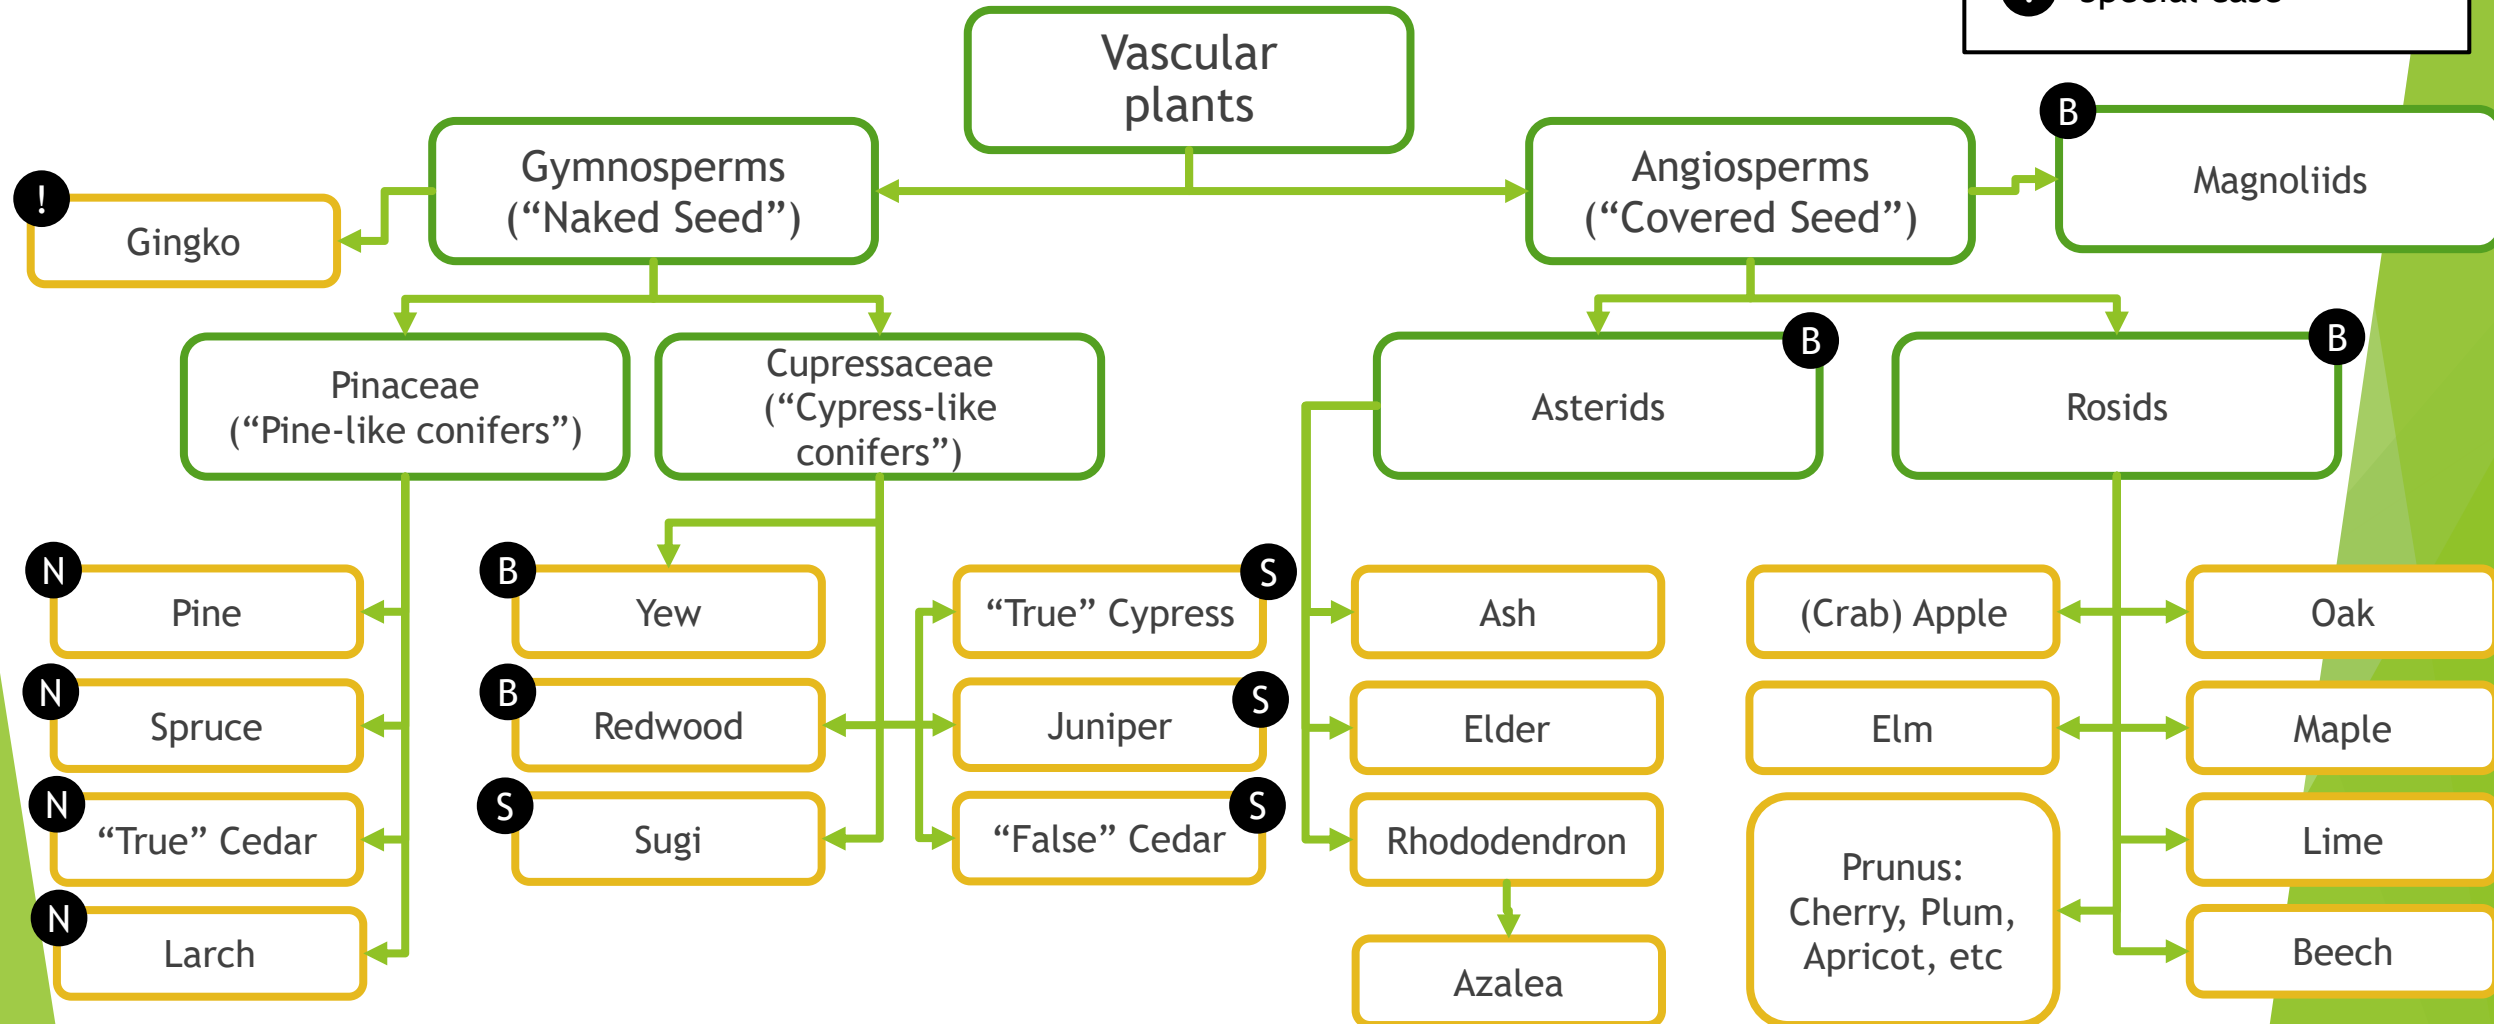 ! Special case
Vascular
plants
B
Gymnosperms
("Naked Seed")
Angiosperms
("Covered Seed")
Magnoliids
!
Gingko
Pinaceae
("Pine-like conifers")
Cupressaceae
("Cypress-like
conifers")
B
Asterids
B
Rosids
N
Pine
B
Yew
S
"True" Cypress
Ash
(Crab) Apple
Oak
N
Spruce
B
Redwood
S
Juniper
Elder
Elm
Maple
N
"True" Cedar
S
Sugi
S
"False" Cedar
Rhododendron
Prunus:
Cherry, Plum,
Apricot, etc
Lime
N
Larch
Azalea
Beech